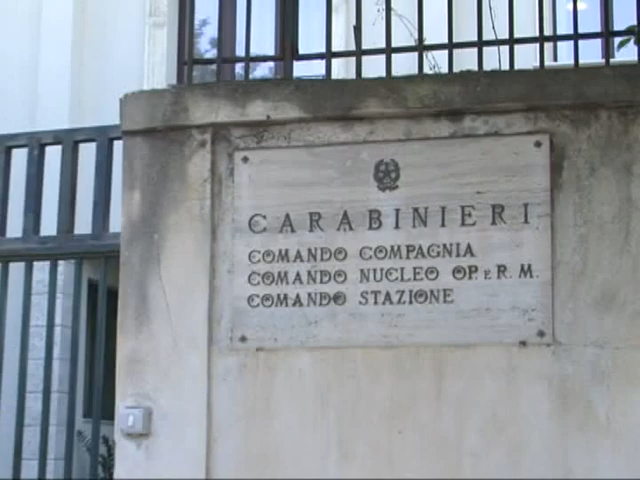 CARABINIERI
COMANDO COMPAGNIA
COMANDO NUCLEO OP. E R. M.
COMANDO STAZIONE